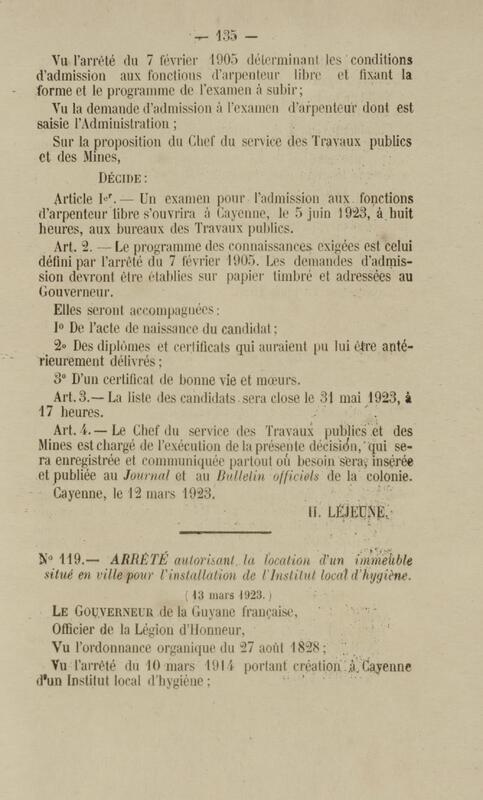 — 135 —
Vu l'arrêté du 7 février 1905 déterminant les conditions
d'admission aux fonctions d'arpenteur libre et fixant la
forme et le programme de l'examen à subir;
Vu la demande d'admission à l'examen d'arpenteur dont est
saisie l'Administration;
Sur la proposition du Chef du service des Travaux publics
et des Mines,
DÉCIDE:
Article 1er. — Un examen pour l'admission aux fonctions
d'arpenteur libre s'ouvrira à Cayenne, le 5 juin 1923, à huit
heures, aux bureaux des Travaux publics.
Art. 2. — Le programme des connaissances exigées est celui
défini par l'arrêté du 7 février 1905. Les demandes d'admis-
sion devront être établies sur papier timbré et adressées au
Gouverneur.
Elles seront accompagnées:
1º De l'acte de naissance du candidat;
2º Des diplômes et certificats qui auraient pu lui être anté-
rieurement délivrés;
3º D'un certificat de bonne vie et mœurs.
Art. 3.— La liste des candidats sera close le 31 mai 1923, à
17 heures.
Art. 4.— Le Chef du service des Travaux publics et des
Mines est chargé de l'exécution de la présente décision, qui se-
ra enregistrée et communiquée partout où besoin sera, insérée
et publiée au Journal et au Bulletin officiels de la colonie.
Cayenne, le 12 mars 1923.
H. LÉJEUNE.
Nº 119.— ARRÊTÉ autorisant la location d'un immeuble
situé en ville pour l'installation de l'Institut local d'hygiène.
(13 mars 1923.)
LE GOUVERNEUR de la Guyane française,
Officier de la Légion d'Honneur,
Vu l'ordonnance organique du 27 août 1828;
Vu l'arrêté du 10 mars 1914 portant création à Cayenne
d'un Institut local d'hygiène;